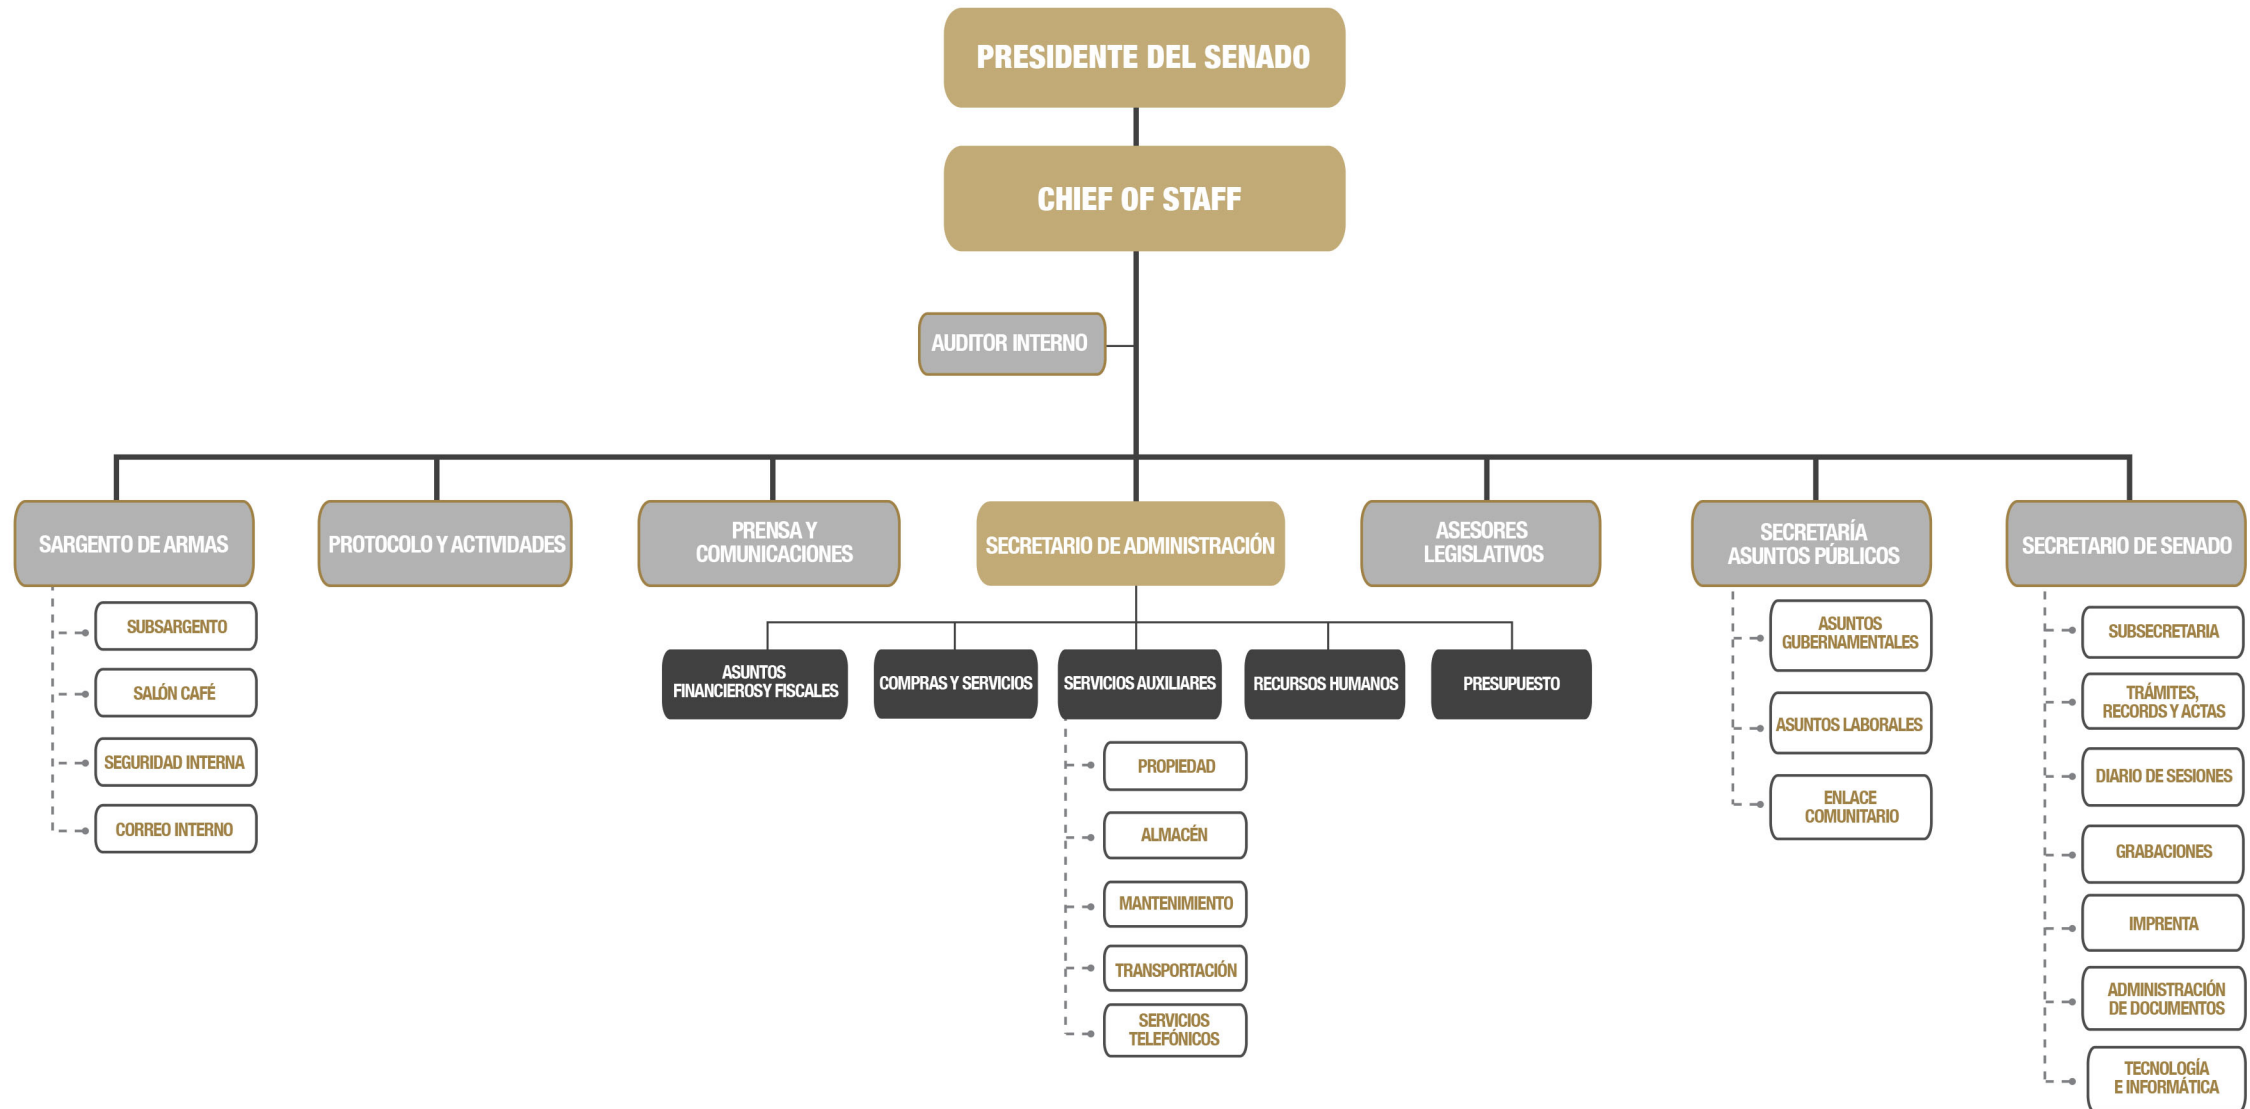 PRESIDENTE DEL SENADO
CHIEF OF STAFF
AUDITOR INTERNO
SARGENTO DE ARMAS
SUBSARGENTO
SALÓN CAFÉ
SEGURIDAD INTERNA
CORREO INTERNO
PROTOCOLO Y ACTIVIDADES
PRENSA Y
COMUNICACIONES
SECRETARIO DE ADMINISTRACIÓN
ASUNTOS
FINANCIEROSY FISCALES
COMPRAS Y SERVICIOS
SERVICIOS AUXILIARES
PROPIEDAD
ALMACÉN
MANTENIMIENTO
TRANSPORTACIÓN
SERVICIOS
TELEFÓNICOS
RECURSOS HUMANOS
PRESUPUESTO
ASESORES
LEGISLATIVOS
SECRETARÍA
ASUNTOS PÚBLICOS
ASUNTOS
GUBERNAMENTALES
ASUNTOS LABORALES
ENLACE
COMUNITARIO
SECRETARIO DE SENADO
SUBSECRETARIA
TRÁMITES,
RECORDS Y ACTAS
DIARIO DE SESIONES
GRABACIONES
IMPRENTA
ADMINISTRACIÓN
DE DOCUMENTOS
TECNOLOGÍA
E INFORMÁTICA